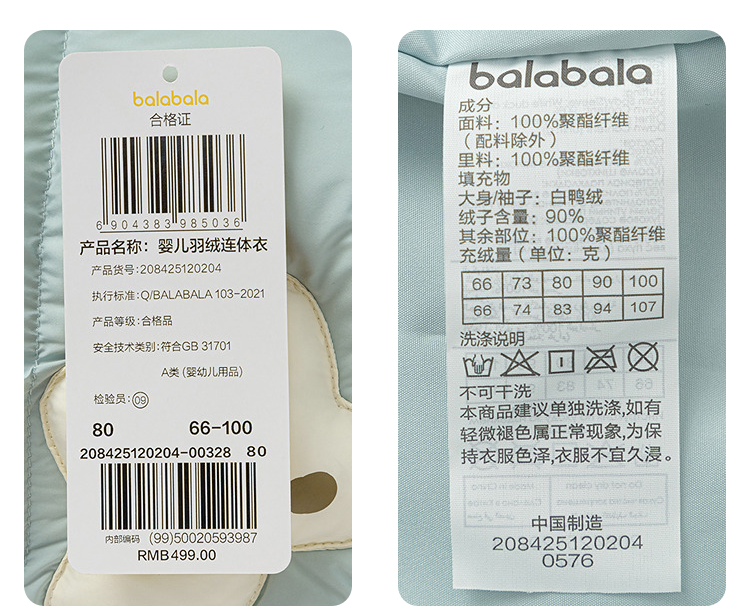 balabala
合格证
6 904383 985036
产品名称：婴儿羽绒连体衣
产品货号：208425120204
执行标准：Q/BALABALA 103-2021
产品等级：合格品
安全技术类别：符合GB 31701
A类 (婴幼儿用品)
检验员：09
80 66-100
208425120204-00328 80
内部编码 (99)50020593987
RMB499.00
balabala
成分
面料：100%聚酯纤维
（配料除外）
里料：100%聚酯纤维
填充物
大身/袖子：白鸭绒
绒子含量：90%
其余部位：100%聚酯纤维
充绒量（单位：克）
66 73 80 90 100
66 74 83 94 107
洗涤说明
不可干洗
本商品建议单独洗涤,如有
轻微褪色属正常现象,为保
持衣服色泽,衣服不宜久浸。
中国制造
208425120204
0576